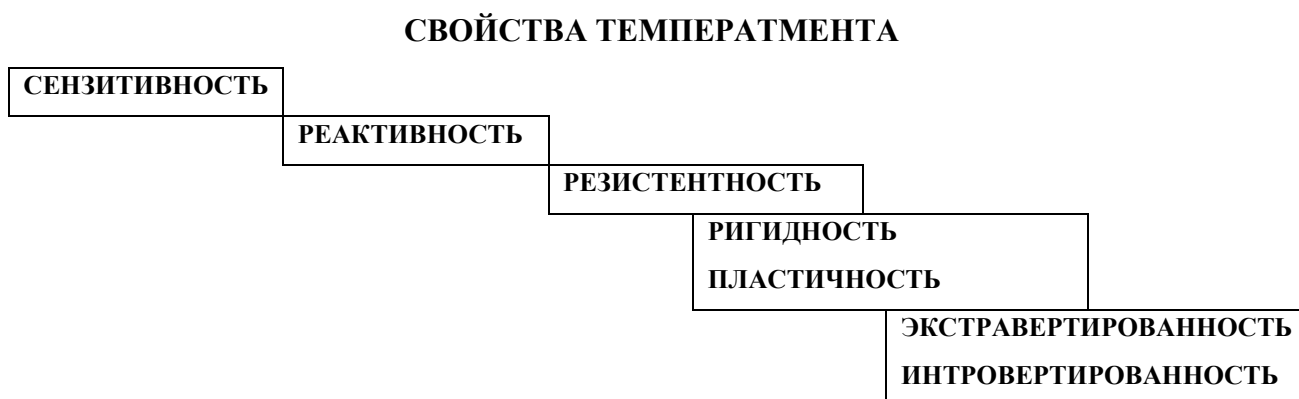 СВОЙСТВА ТЕМПЕРАТМЕНТА
СЕНЗИТИВНОСТЬ
РЕАКТИВНОСТЬ
РЕЗИСТЕНТНОСТЬ
РИГИДНОСТЬ
ПЛАСТИЧНОСТЬ
ЭКСТРАВЕРТИРОВАННОСТЬ
ИНТРОВЕРТИРОВАННОСТЬ